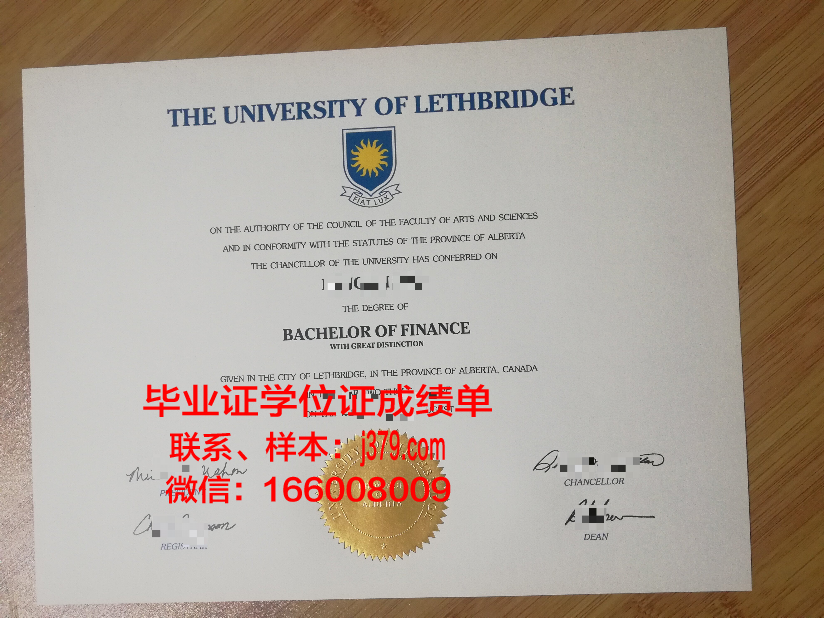 THE UNIVERSITY OF LETHBRIDGE
FIAT LUX
ON THE AUTHORITY OF THE COUNCIL OF THE FACULTY OF ARTS AND SCIENCES
AND IN CONFORMITY WITH THE STATUTES OF THE PROVINCE OF ALBERTA
THE CHANCELLOR OF THE UNIVERSITY HAS CONFERRED ON
THE DEGREE OF
BACHELOR OF FINANCE
WITH GREAT DISTINCTION
GIVEN IN THE CITY OF LETHBRIDGE, IN THE PROVINCE OF ALBERTA, CANADA
毕业证学位证成绩单
联系、样本：j379.com
微信：166008009
CHANCELLOR
ALBERTA
DEAN